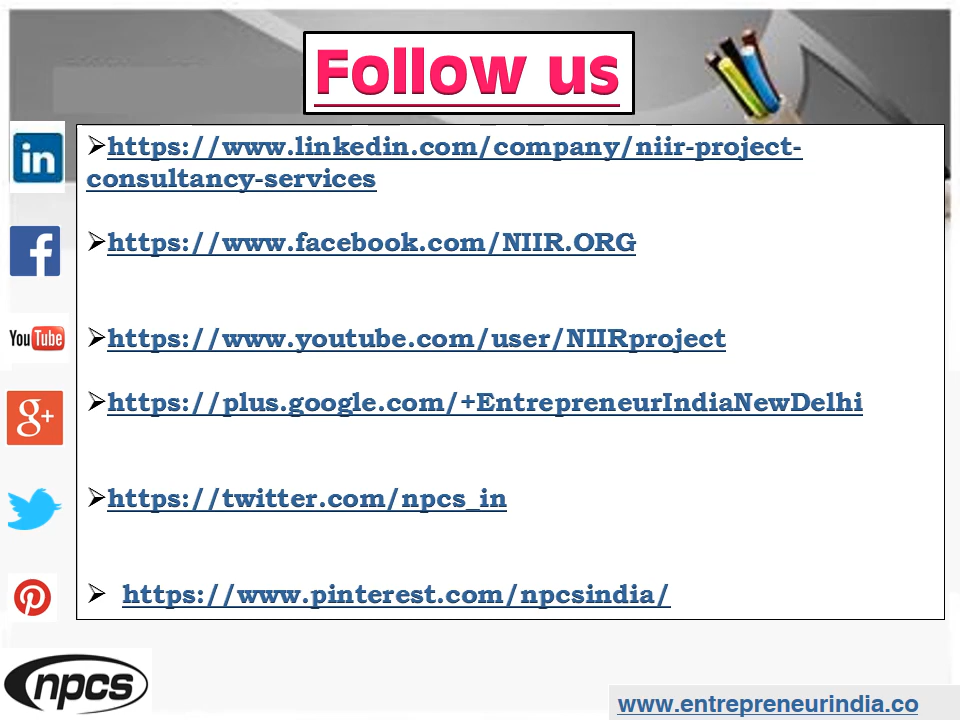 Follow us
in
➢https://www.linkedin.com/company/niir-project-
consultancy-services
f
➢https://www.facebook.com/NIIR.ORG
YouTube
➢https://www.youtube.com/user/NIIRproject
g+
➢https://plus.google.com/+EntrepreneurIndiaNewDelhi
➢https://twitter.com/npcs_in
➢ https://www.pinterest.com/npcsindia/
npcs
www.entrepreneurindia.co